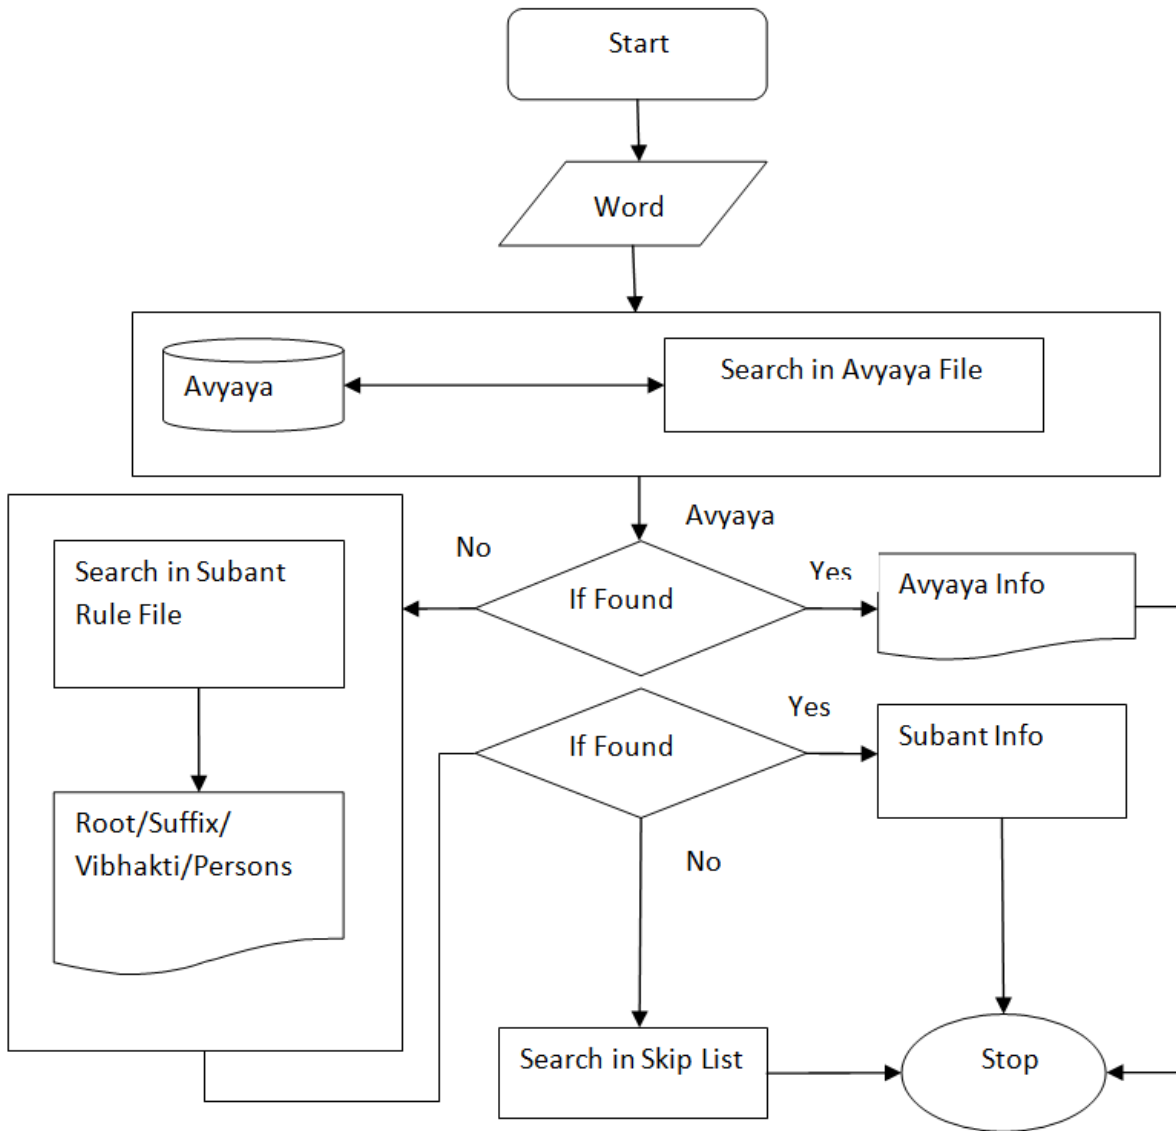 Start
Word
Avyaya
Search in Avyaya File
Avyaya
No
If Found
Yes
Avyaya Info
Search in Subant
Rule File
Yes
If Found
Subant Info
Root/Suffix/
Vibhakti/Persons
No
Search in Skip List
Stop